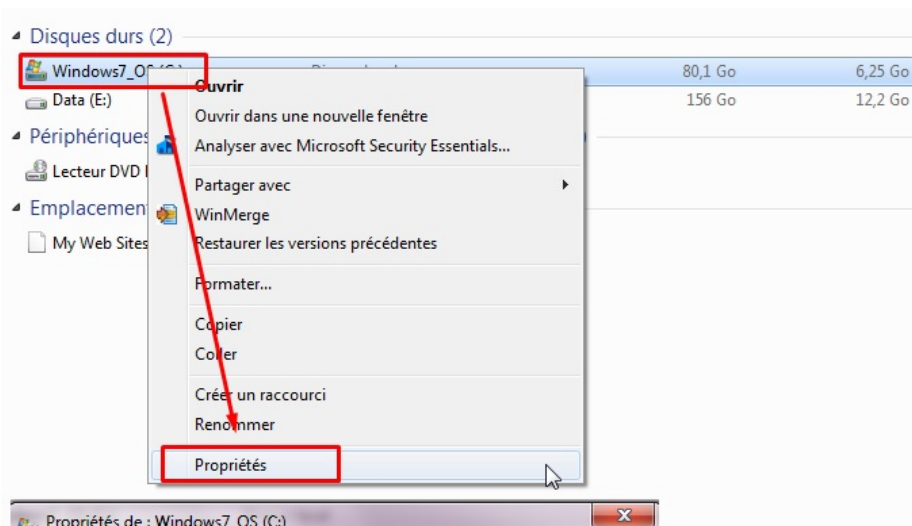 Disques durs (2)
Windows7_OS (C:) 80,1 Go 6,25 Go
Ouvrir
Data (E:) 156 Go 12,2 Go
Ouvrir dans une nouvelle fenêtre
Périphériques
Analyser avec Microsoft Security Essentials...
Lecteur DVD
Partager avec
Emplacemen
WinMerge
My Web Sites
Restaurer les versions précédentes
Formater...
Copier
Coller
Créer un raccourci
Renommer
Propriétés
Propriétés de : Windows7_OS (C:)